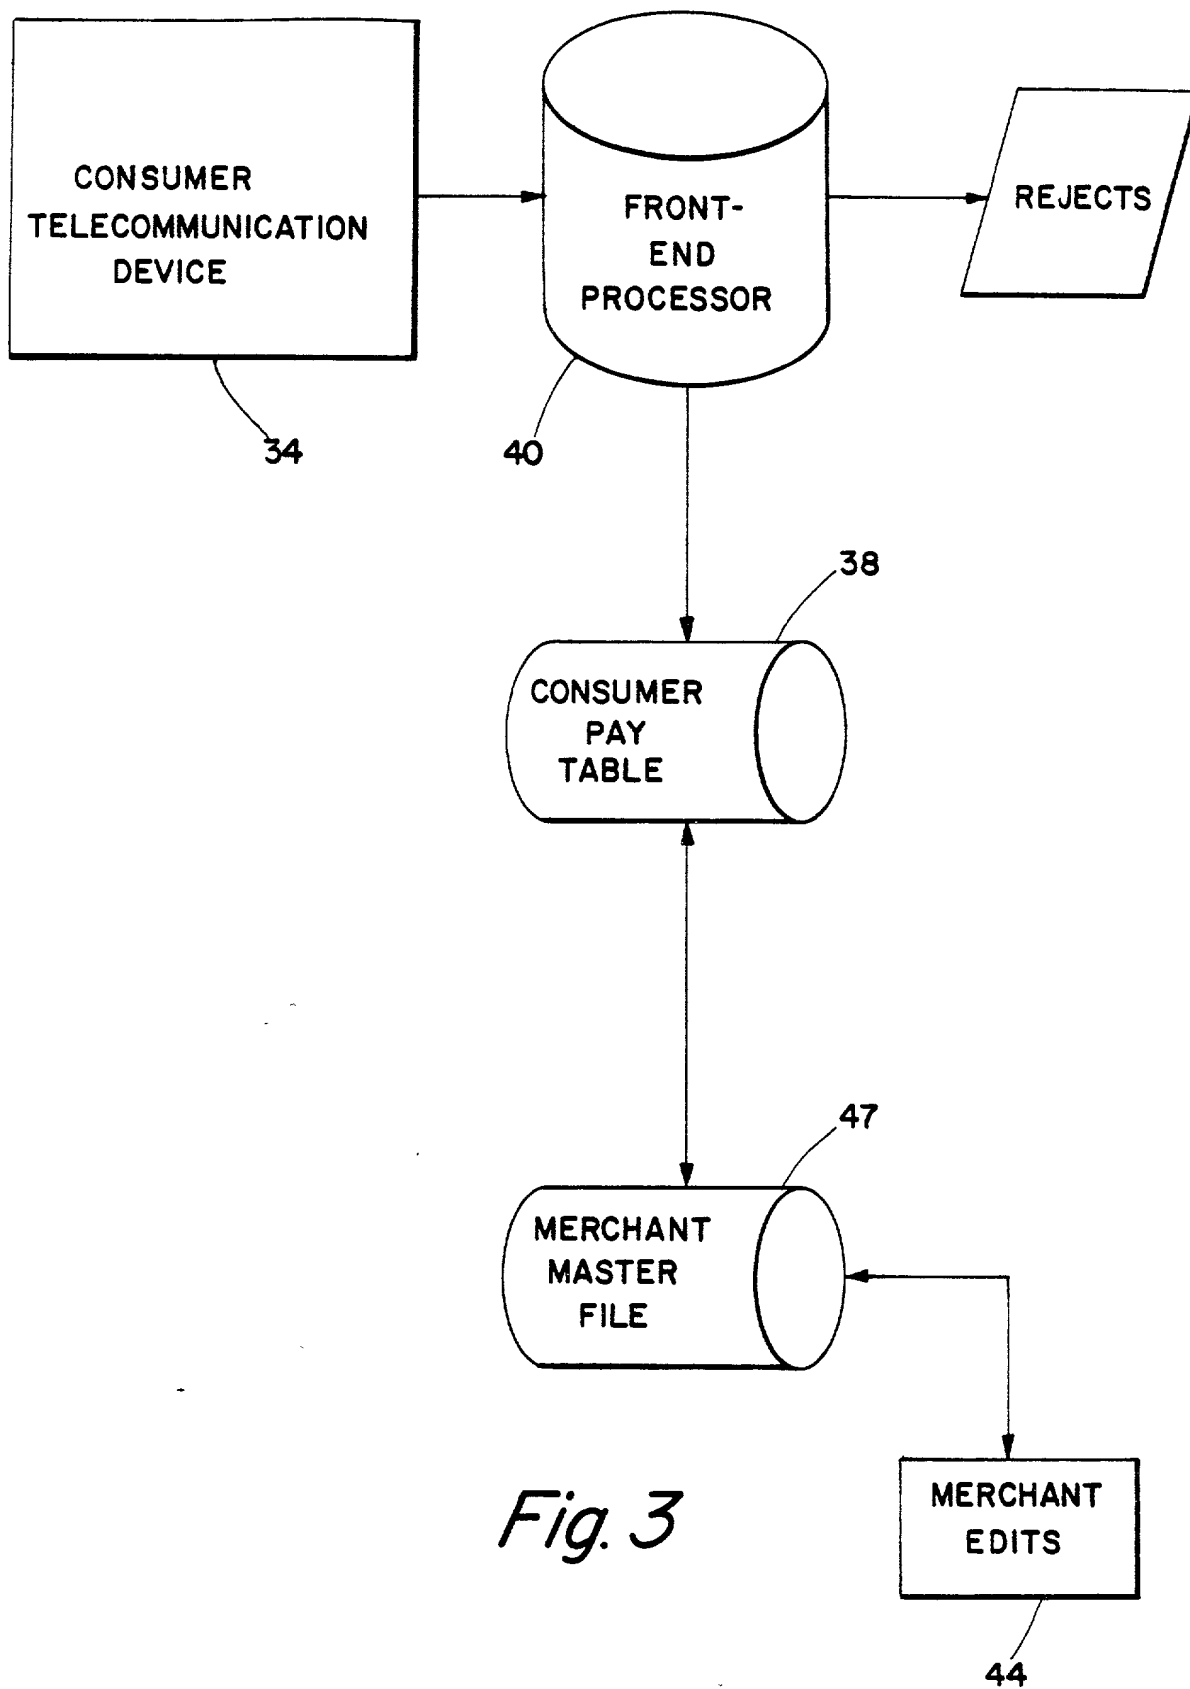 CONSUMER
TELECOMMUNICATION
DEVICE
34
FRONT-
END
PROCESSOR
40
REJECTS
38
CONSUMER
PAY
TABLE
47
MERCHANT
MASTER
FILE
MERCHANT
EDITS
44
Fig. 3